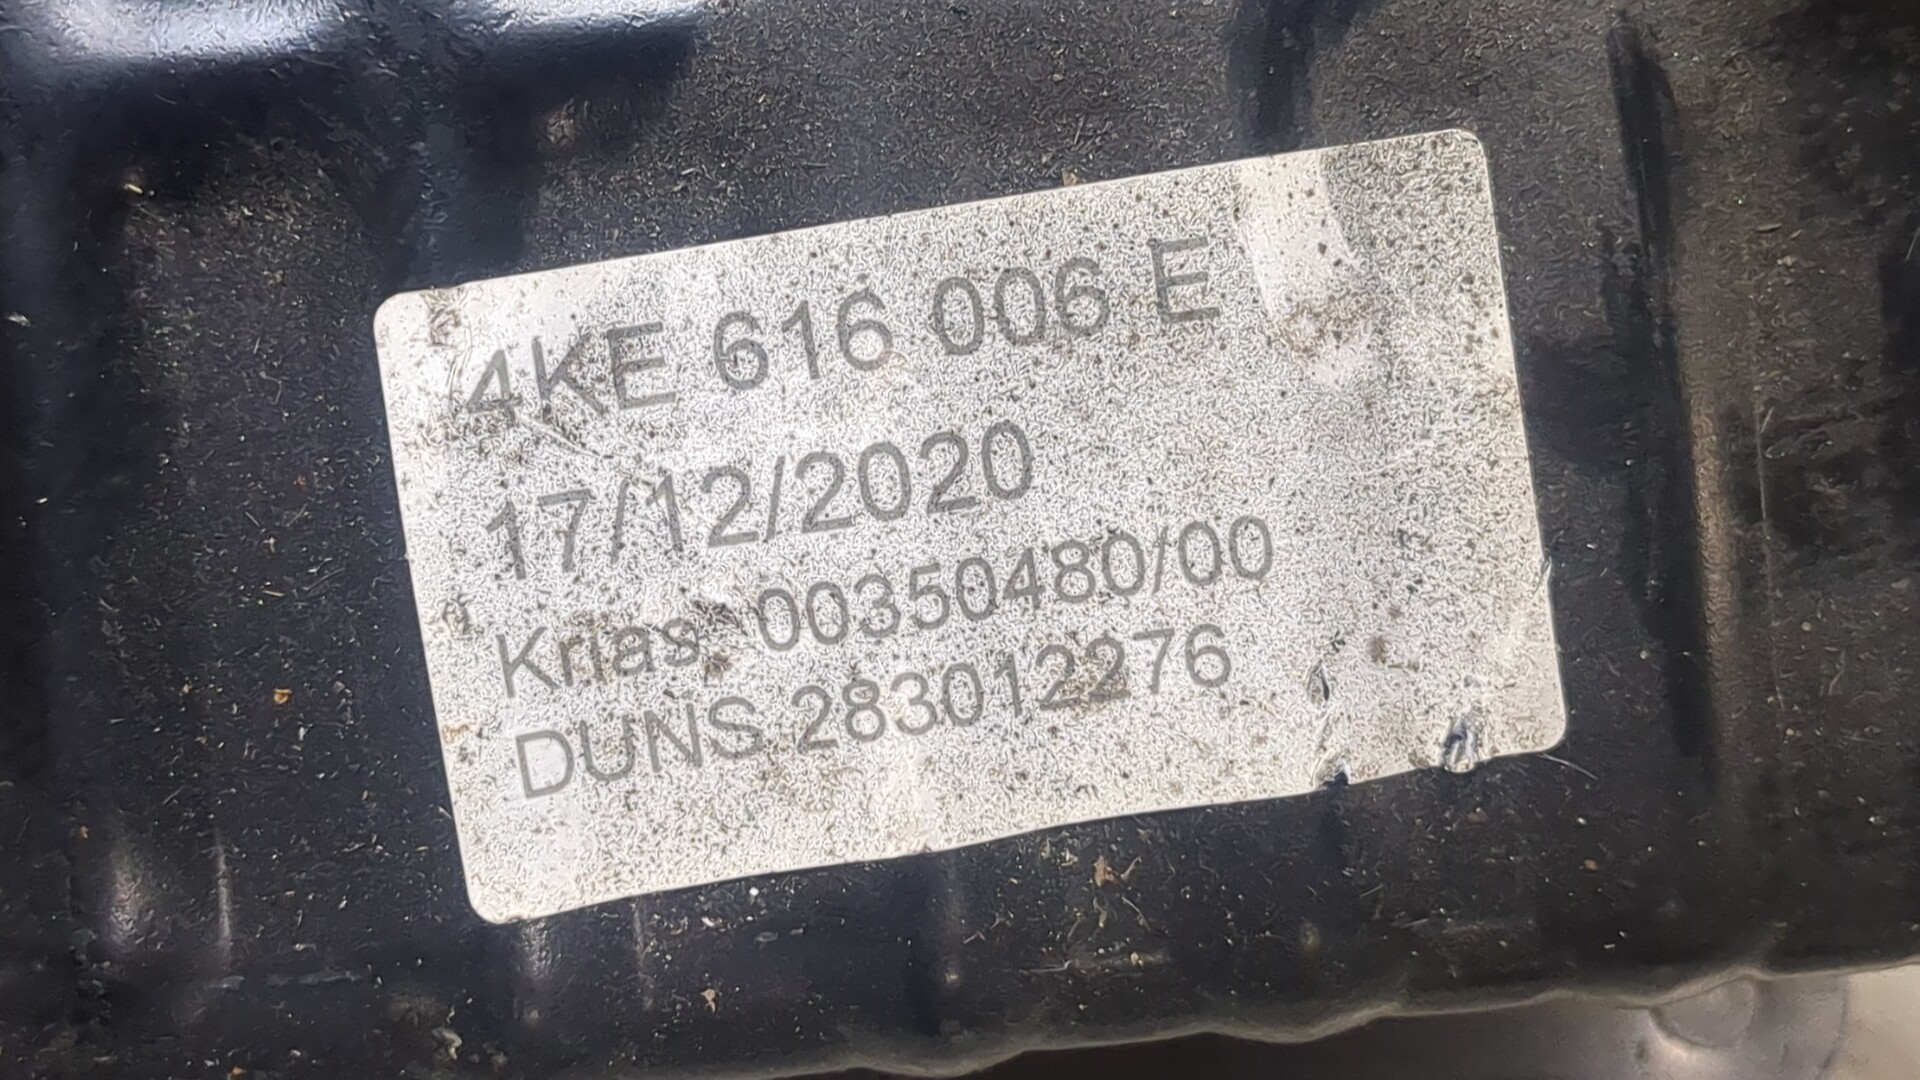 4KE 616 006 E
17/12/2020
Krias 00350480/00
DUNS 283012276